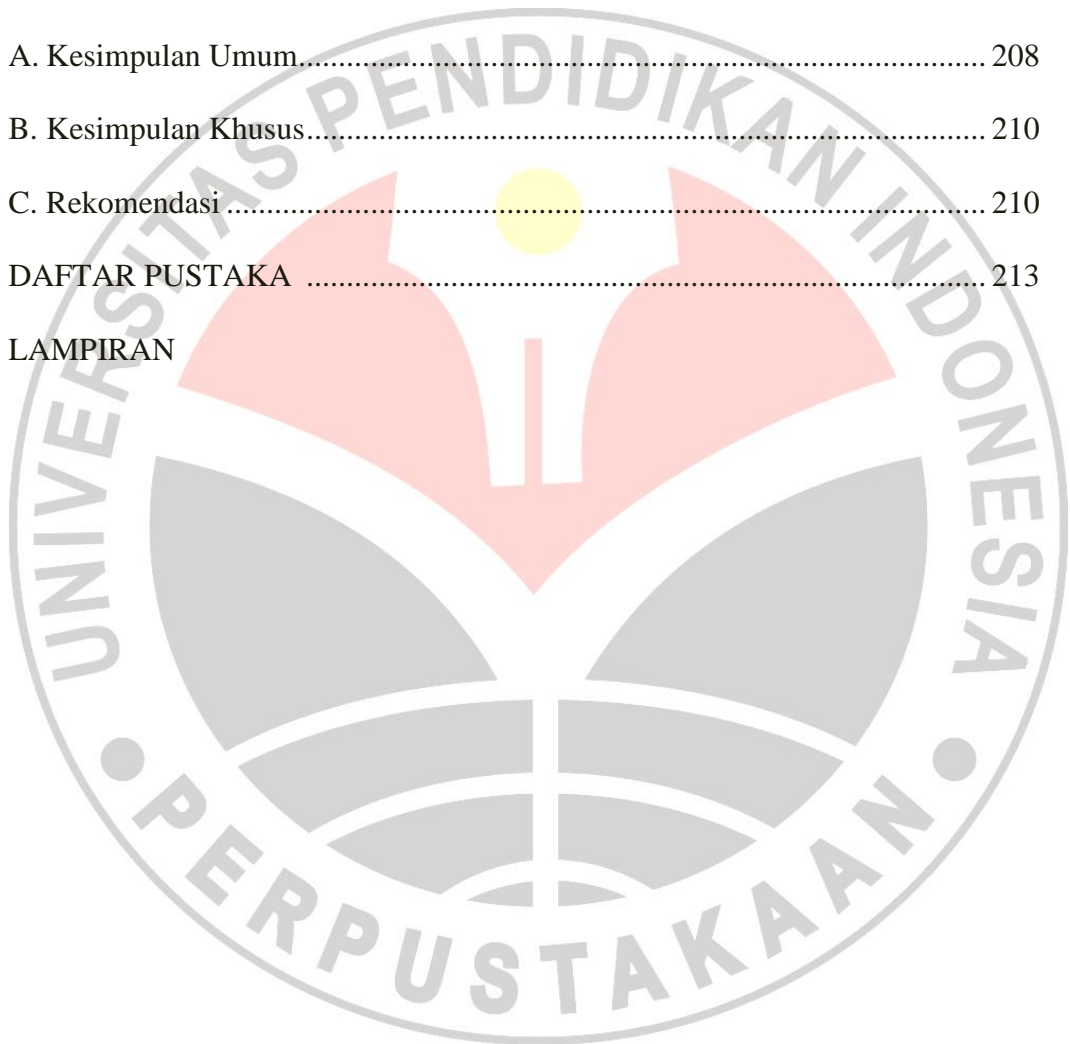 A. Kesimpulan Umum.......................................................................... 208
B. Kesimpulan Khusus.......................................................................... 210
C. Rekomendasi .......................................................................... 210
DAFTAR PUSTAKA .......................................................................... 213
LAMPIRAN
UNIVERSITAS PENDIDIKAN INDONESIA
PERPUSTAKAAN